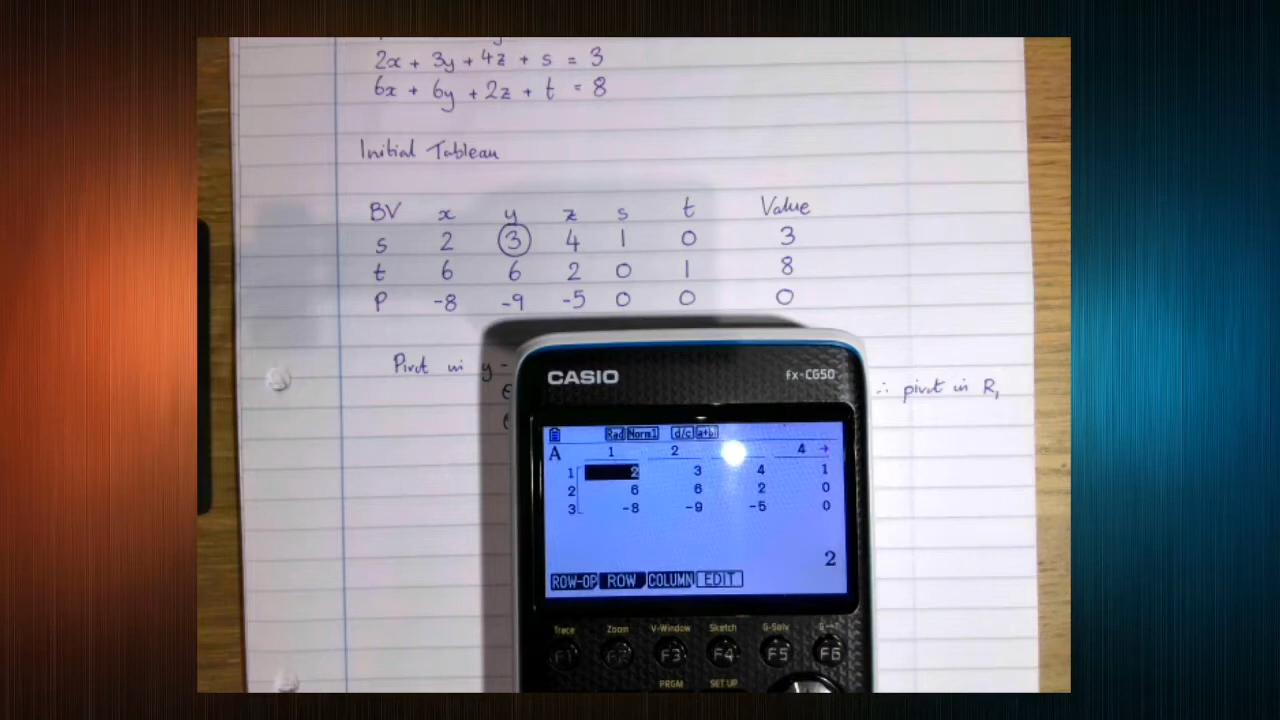 2x + 3y + 4z + s = 3
6x + 6y + 2z + t = 8
Initial Tableau
BV x y z s t Value
s 2 3 4 1 0 3
t 6 6 2 0 1 8
P -8 -9 -5 0 0 0
Pivot in y -
∴ pivot in R₁
CASIO fx-CG50
Rad Norm1 d/c a+bi
A 1 2 4 →
1 2 3 4 1
2 6 6 2 0
3 -8 -9 -5 0
2
ROW-OP ROW COLUMN EDIT
Trace Zoom V-Window Sketch G-Solv G↔T
F1 F2 F3 F4 F5 F6
PRGM SET UP